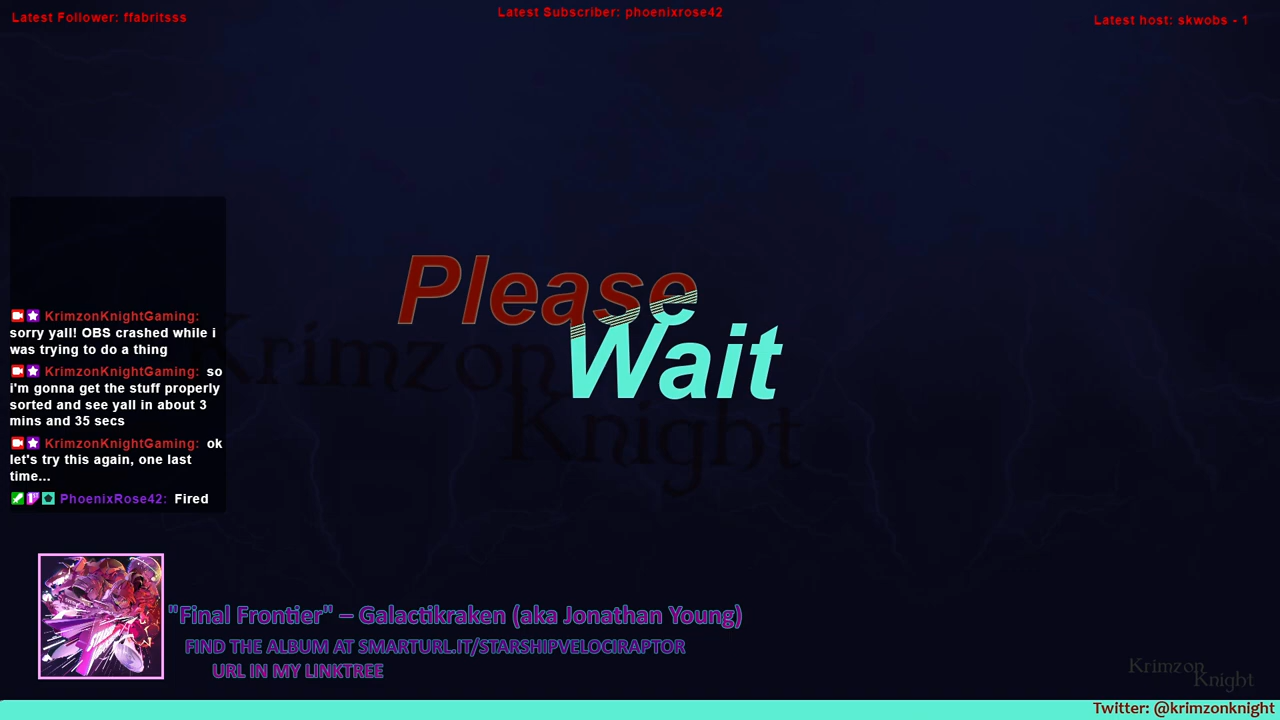 Latest Follower: ffabritsss
Latest Subscriber: phoenixrose42
Latest host: skwobs - 1
Please
Wait
Krimzon
Knight
KrimzonKnightGaming:
sorry yall! OBS crashed while i
was trying to do a thing
KrimzonKnightGaming: so
i'm gonna get the stuff properly
sorted and see yall in about 3
mins and 35 secs
KrimzonKnightGaming: ok
let's try this again, one last
time...
PhoenixRose42: Fired
"Final Frontier" – Galactikraken (aka Jonathan Young)
FIND THE ALBUM AT SMARTURL.IT/STARSHIPVELOCIRAPTOR
URL IN MY LINKTREE
Krimzon
Knight
Twitter: @krimzonknight